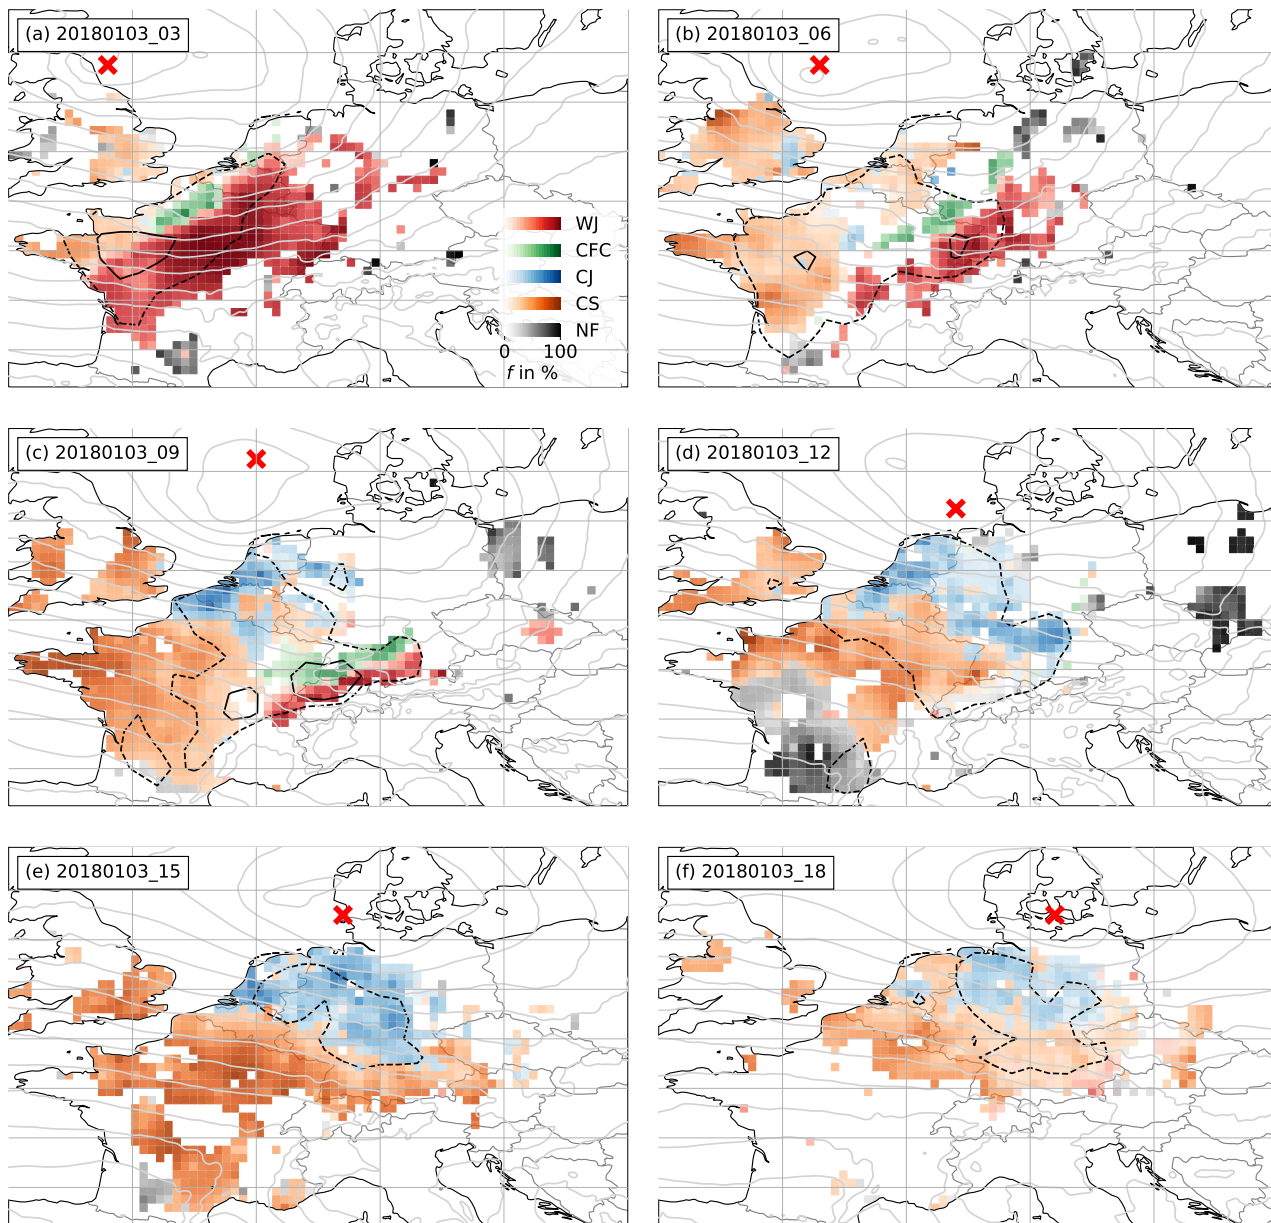 (a) 20180103_03
(b) 20180103_06
WJ
CFC
CJ
CS
NF
0 100
f in %
(c) 20180103_09
(d) 20180103_12
(e) 20180103_15
(f) 20180103_18